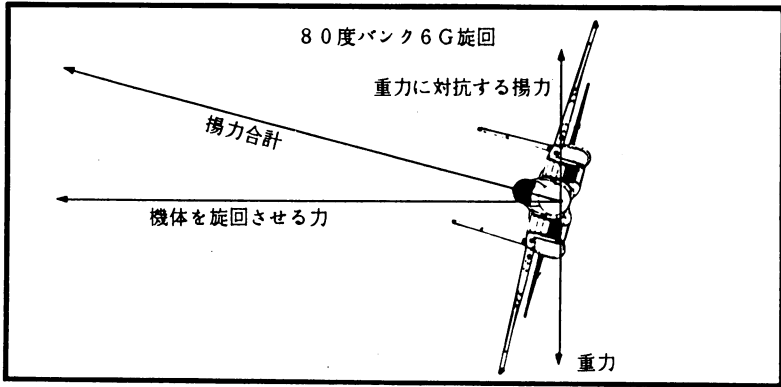 ８０度バンク６Ｇ旋回
重力に対抗する揚力
揚力合計
機体を旋回させる力
重力